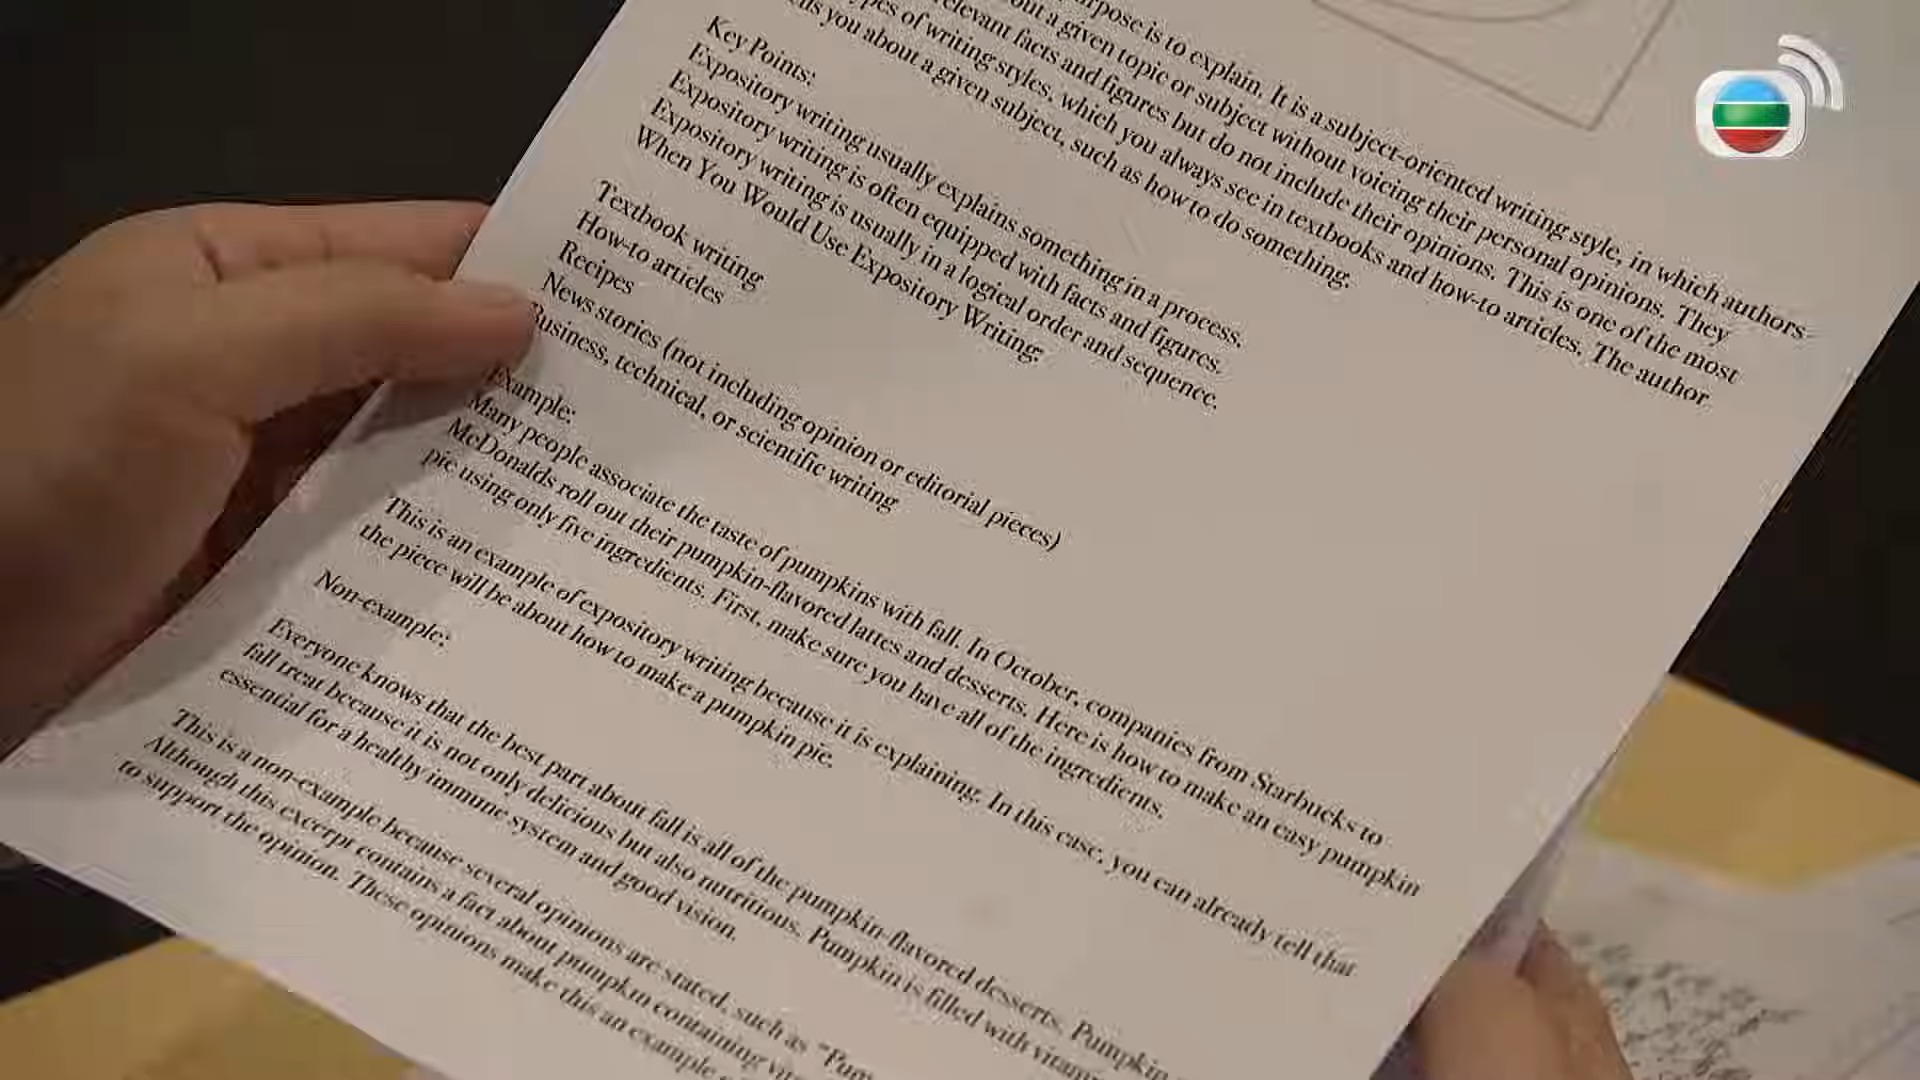 purpose is to explain. It is a subject-oriented writing style, in which authors
out a given topic or subject without voicing their personal opinions. They
relevant facts and figures but do not include their opinions. This is one of the most
types of writing styles, which you always see in textbooks and how-to articles. The author
you about a given subject, such as how to do something.
Key Points:
Expository writing usually explains something in a process.
Expository writing is often equipped with facts and figures.
Expository writing is usually in a logical order and sequence.
When You Would Use Expository Writing:
Textbook writing
How-to articles
Recipes
News stories (not including opinion or editorial pieces)
Business, technical, or scientific writing
Example:
Many people associate the taste of pumpkins with fall. In October, companies from Starbucks to
McDonalds roll out their pumpkin-flavored lattes and desserts. Here is how to make an easy pumpkin
pie using only five ingredients. First, make sure you have all of the ingredients.
This is an example of expository writing because it is explaining. In this case, you can already tell that
the piece will be about how to make a pumpkin pie.
Non-example:
Everyone knows that the best part about fall is all of the pumpkin-flavored desserts. Pumpkin
fall treat because it is not only delicious but also nutritious. Pumpkin is filled with vitam
essential for a healthy immune system and good vision.
This is a non-example because several opinions are stated, such as "Pum
Although this excerpt contains a fact about pumpkin containing vit
to support the opinion. These opinions make this an example